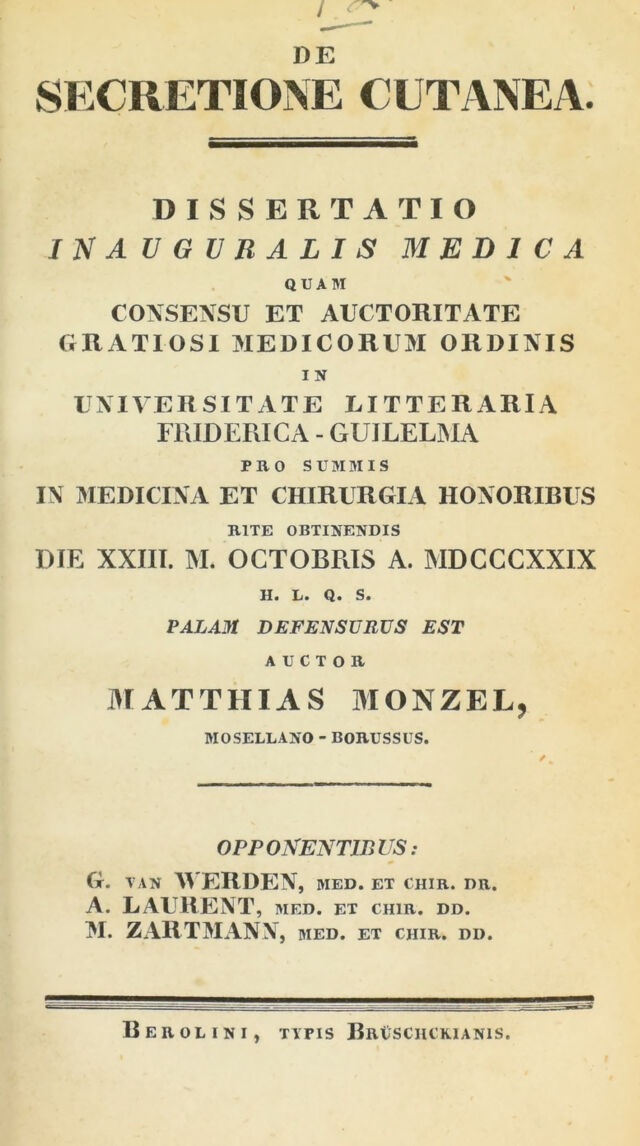 DE
SECRETIONE CUTANEA.
DISSERTATIO
INAUGURALIS MEDICA
QUAM
CONSENSU ET AUCTORITATE
GRATIOSI MEDICORUM ORDINIS
IN
UNIVERSITATE LITTERARIA
FRIDERICA-GUILELMA
PRO SUMMIS
IN MEDICINA ET CHIRURGIA HONORIBUS
RITE OBTINENDIS
DIE XXIII. M. OCTOBRIS A. MDCCCXXIX
H. L. Q. S.
PALAM DEFENSURUS EST
AUCTOR
MATTHIAS MONZEL,
MOSELLANO-BORUSSUS.
OPPONENTIBUS:
G. VAN WERDEN, MED. ET CHIR. DR.
A. LAURENT, MED. ET CHIR. DD.
M. ZARTMANN, MED. ET CHIR. DD.
BEROLINI, TYPIS BRÜSCHCKIANIS.